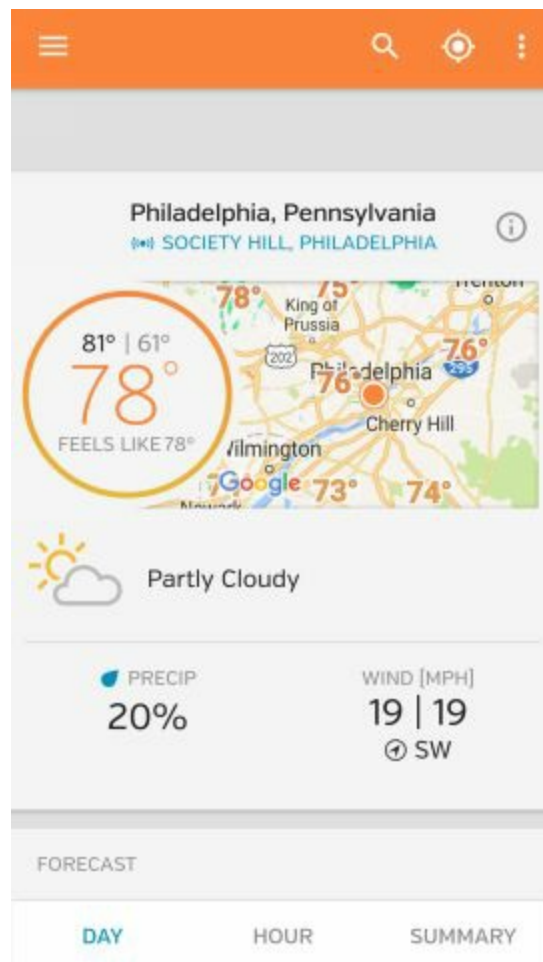 Philadelphia, Pennsylvania
SOCIETY HILL, PHILADELPHIA
81° | 61°
78°
FEELS LIKE 78°
78°
75°
Trenton
King of
Prussia
202
76°
295
Philadelphia
76°
Cherry Hill
Wilmington
Google
73°
74°
Newark
Partly Cloudy
PRECIP
20%
WIND [MPH]
19 | 19
SW
FORECAST
DAY HOUR SUMMARY